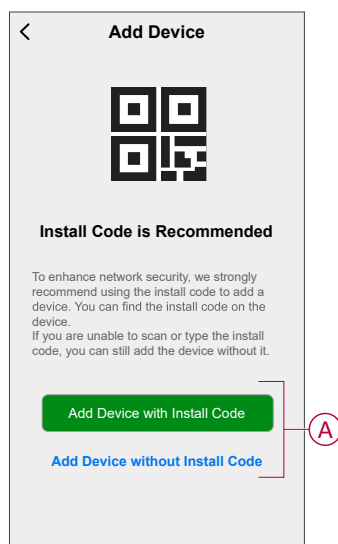 Add Device
Install Code is Recommended
To enhance network security, we strongly
recommend using the install code to add a
device. You can find the install code on the
device.
If you are unable to scan or type the install
code, you can still add the device without it.
Add Device with Install Code
A
Add Device without Install Code